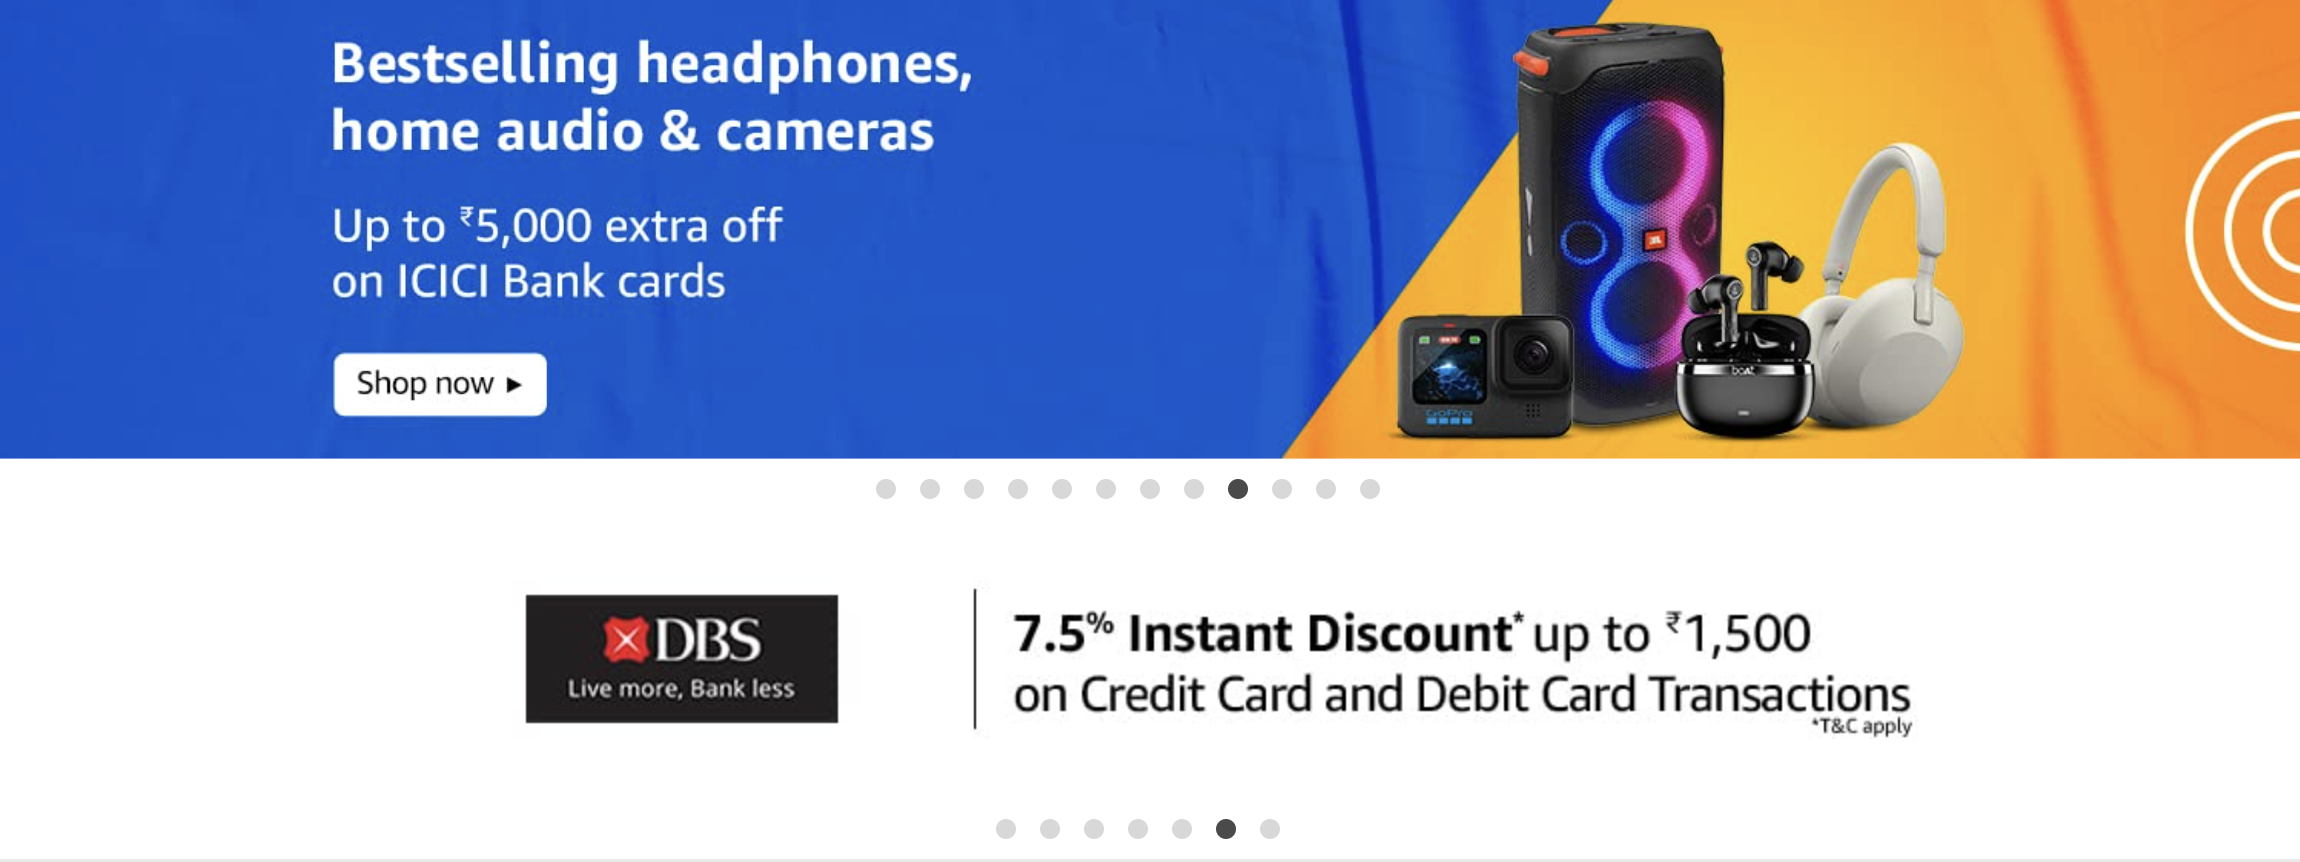 Bestselling headphones,
home audio & cameras
Up to ₹5,000 extra off
on ICICI Bank cards
Shop now ▶
JBL
GoPro
boAt
DBS
Live more, Bank less
7.5% Instant Discount* up to ₹1,500
on Credit Card and Debit Card Transactions
*T&C apply